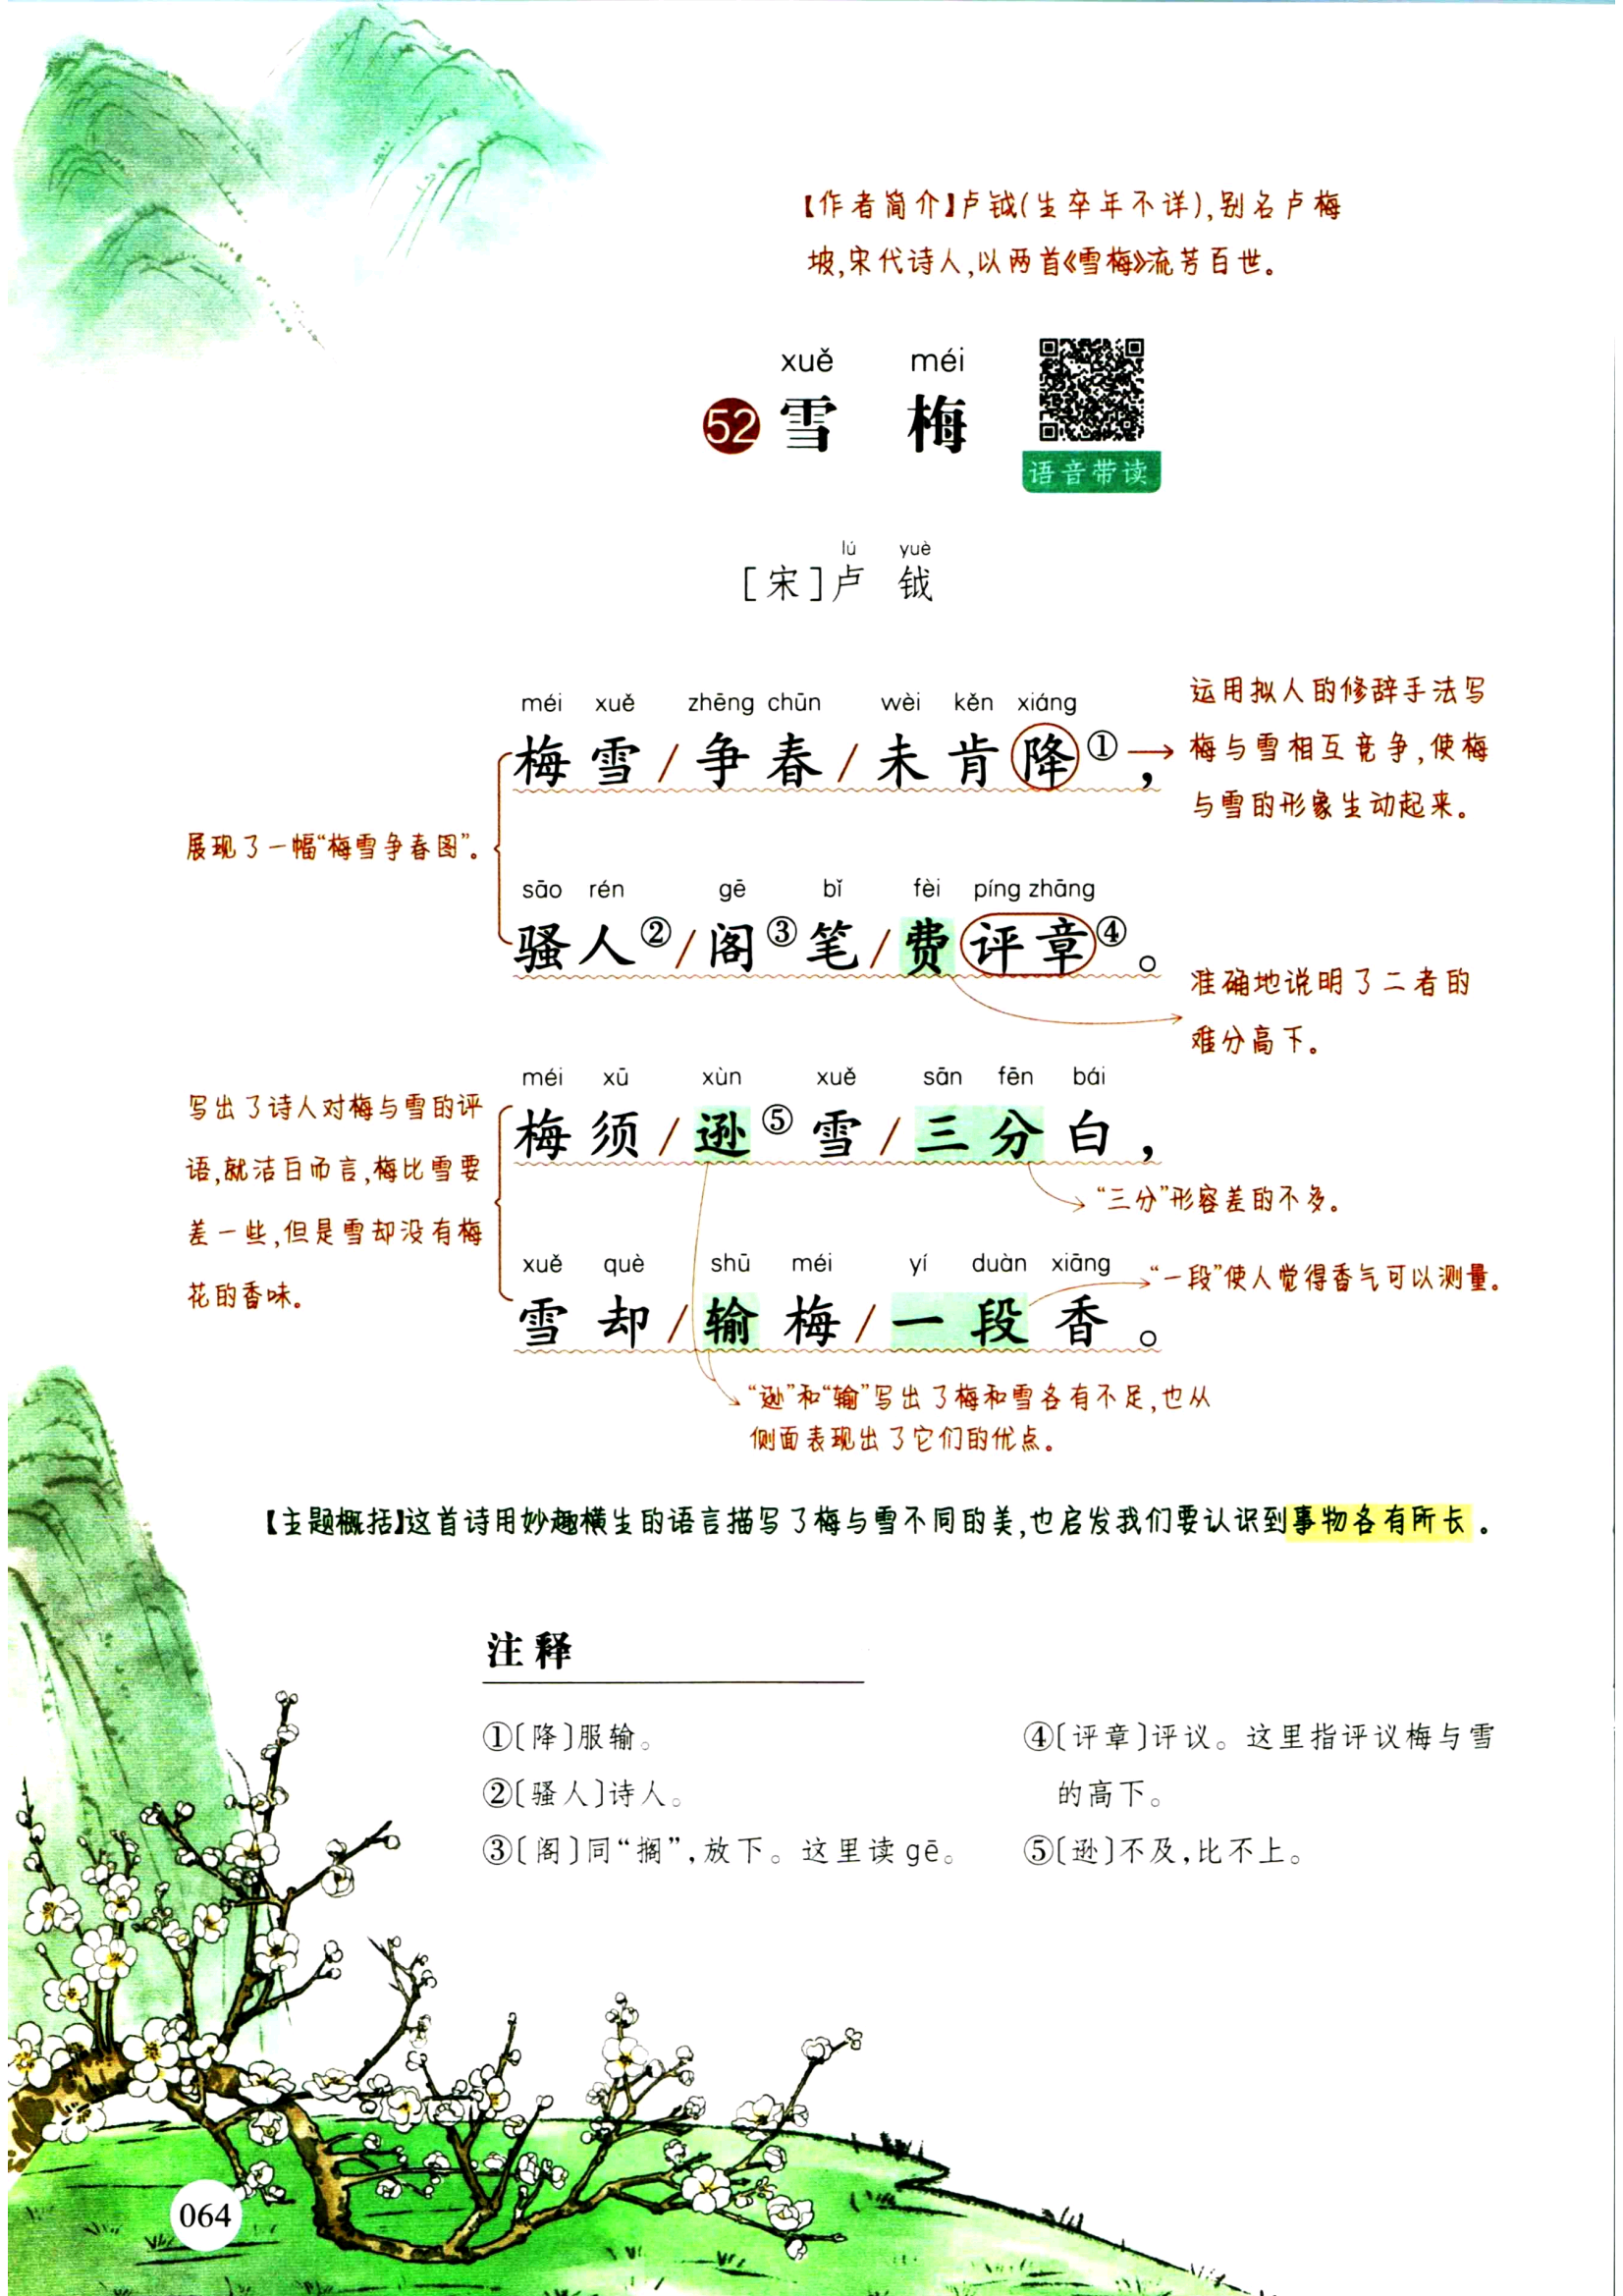 【作者简介】卢钺(生卒年不详),别名卢梅
坡,宋代诗人,以两首《雪梅》流芳百世。
xuě méi
52 雪 梅
语音带读
lú yuè
[宋]卢 钺
méi xuě zhēng chūn wèi kěn xiáng
梅雪/争春/未肯降①,
运用拟人的修辞手法写
梅与雪相互竞争,使梅
与雪的形象生动起来。
展现了一幅“梅雪争春图”。
sāo rén gē bǐ fèi píng zhāng
骚人②/阁③笔/费评章④。
准确地说明了二者的
难分高下。
méi xū xùn xuě sān fēn bái
梅须/逊⑤雪/三分白,
写出了诗人对梅与雪的评
语,就洁白而言,梅比雪要
差一些,但是雪却没有梅
花的香味。
“三分”形容差的不多。
xuě què shū méi yí duàn xiāng
雪却/输梅/一段香。
“一段”使人觉得香气可以测量。
“逊”和“输”写出了梅和雪各有不足,也从
侧面表现出了它们的优点。
【主题概括】这首诗用妙趣横生的语言描写了梅与雪不同的美,也启发我们要认识到事物各有所长。
注释
①〔降〕服输。
②〔骚人〕诗人。
③〔阁〕同“搁”,放下。这里读gē。
④〔评章〕评议。这里指评议梅与雪
的高下。
⑤〔逊〕不及,比不上。
064